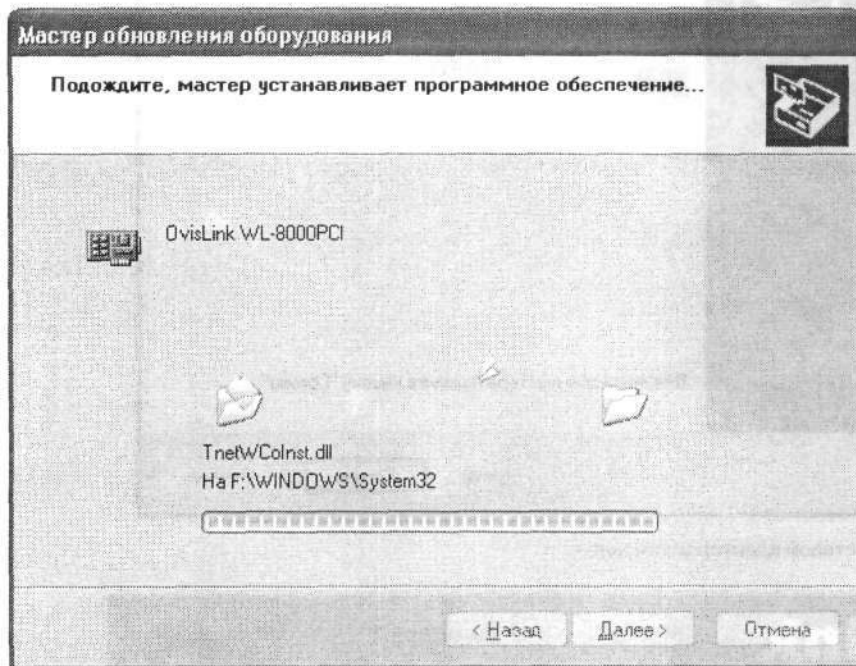 Мастер обновления оборудования
Подождите, мастер устанавливает программное обеспечение...
OvisLink WL-8000PCI
TnetWCoInst.dll
На F:\WINDOWS\System32
< Назад
Далее >
Отмена